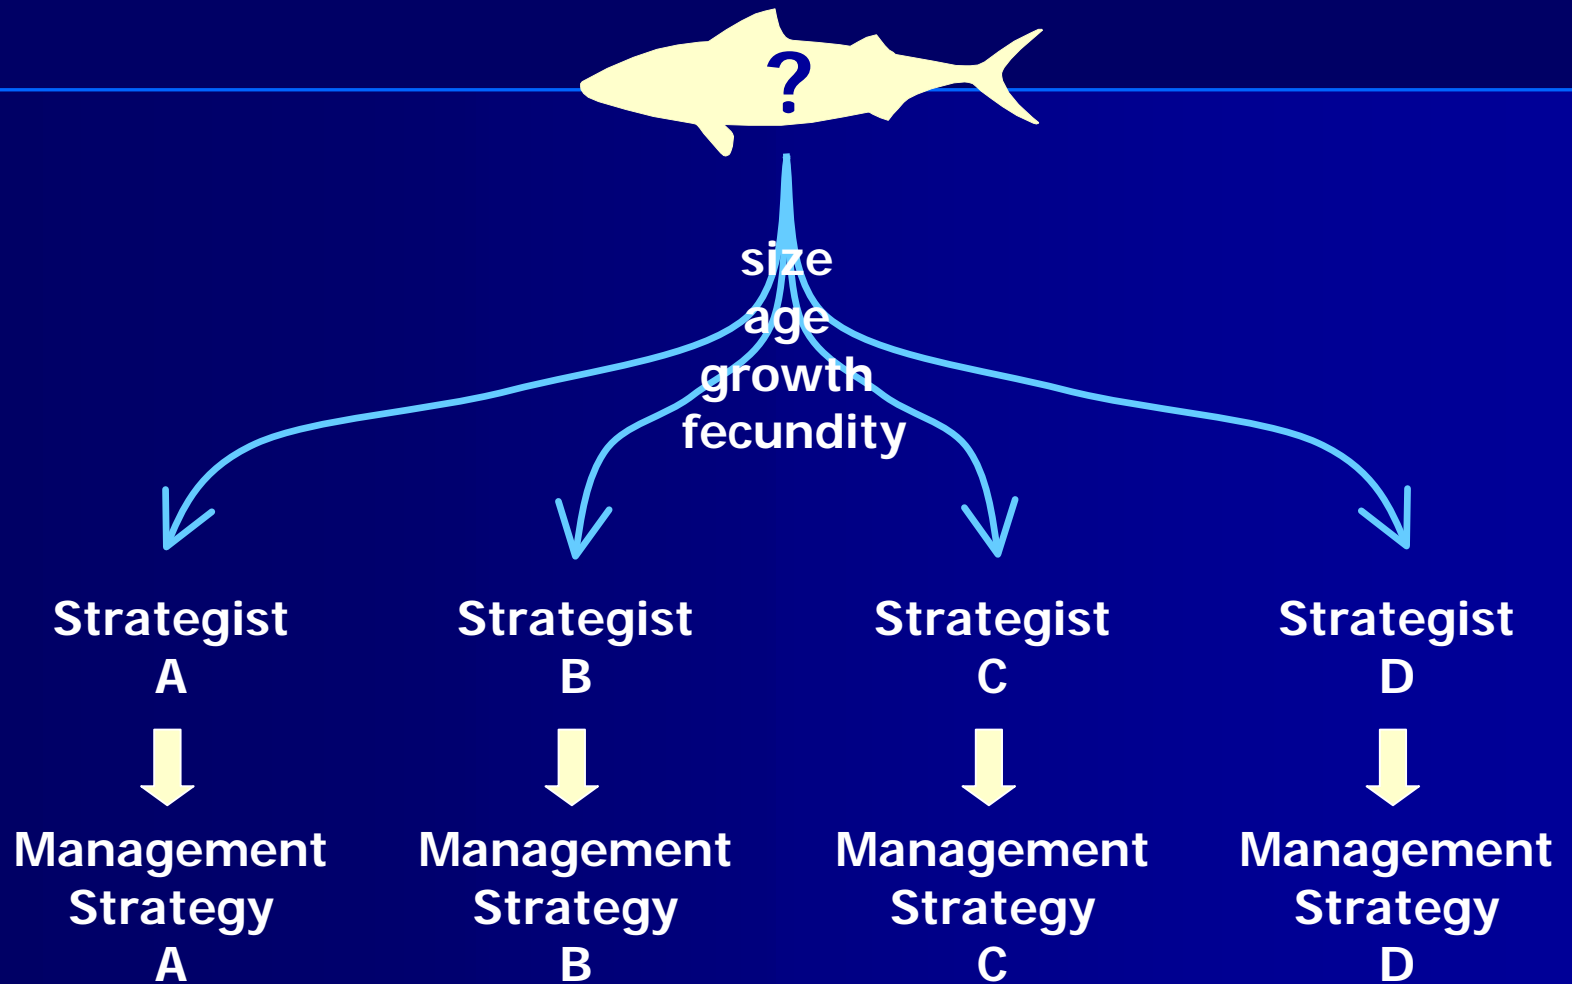 ?
size
age
growth
fecundity
Strategist
A
Strategist
B
Strategist
C
Strategist
D
Management
Strategy
A
Management
Strategy
B
Management
Strategy
C
Management
Strategy
D